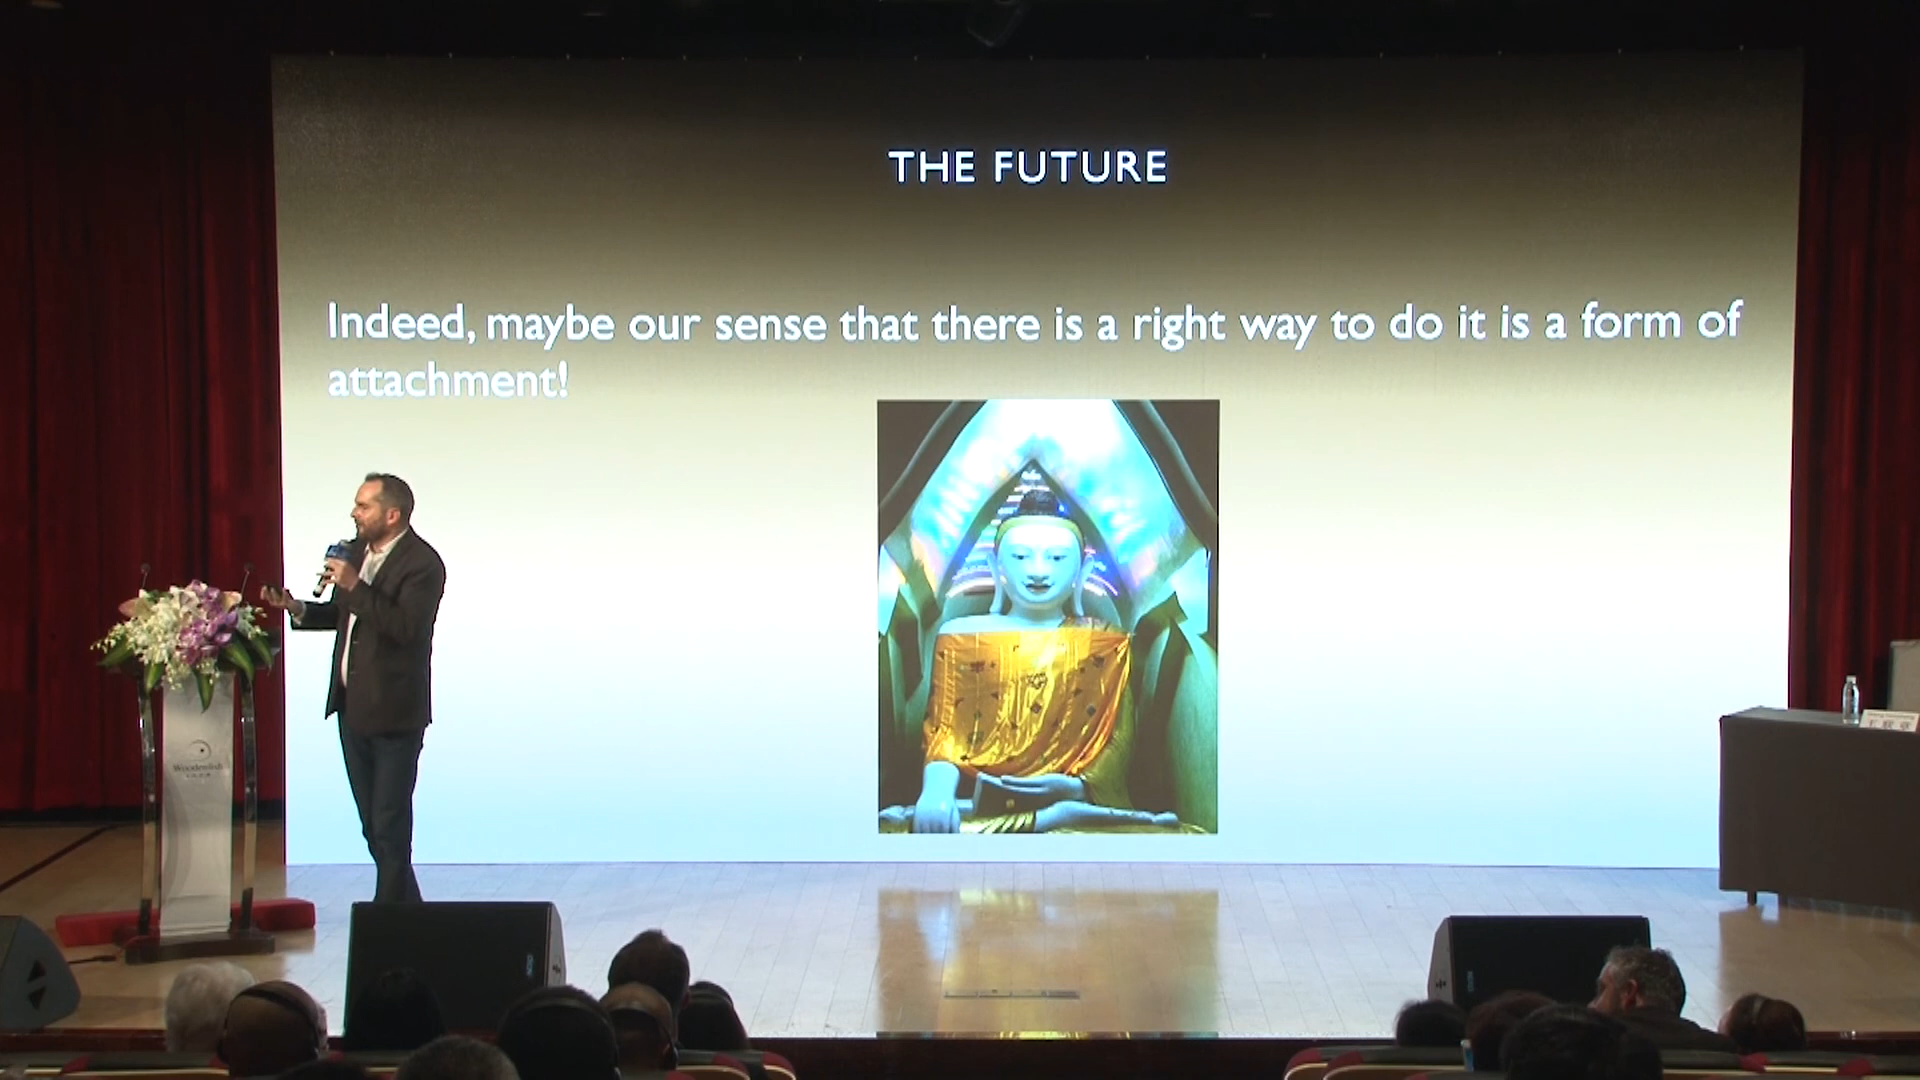 THE FUTURE
Indeed, maybe our sense that there is a right way to do it is a form of
attachment!